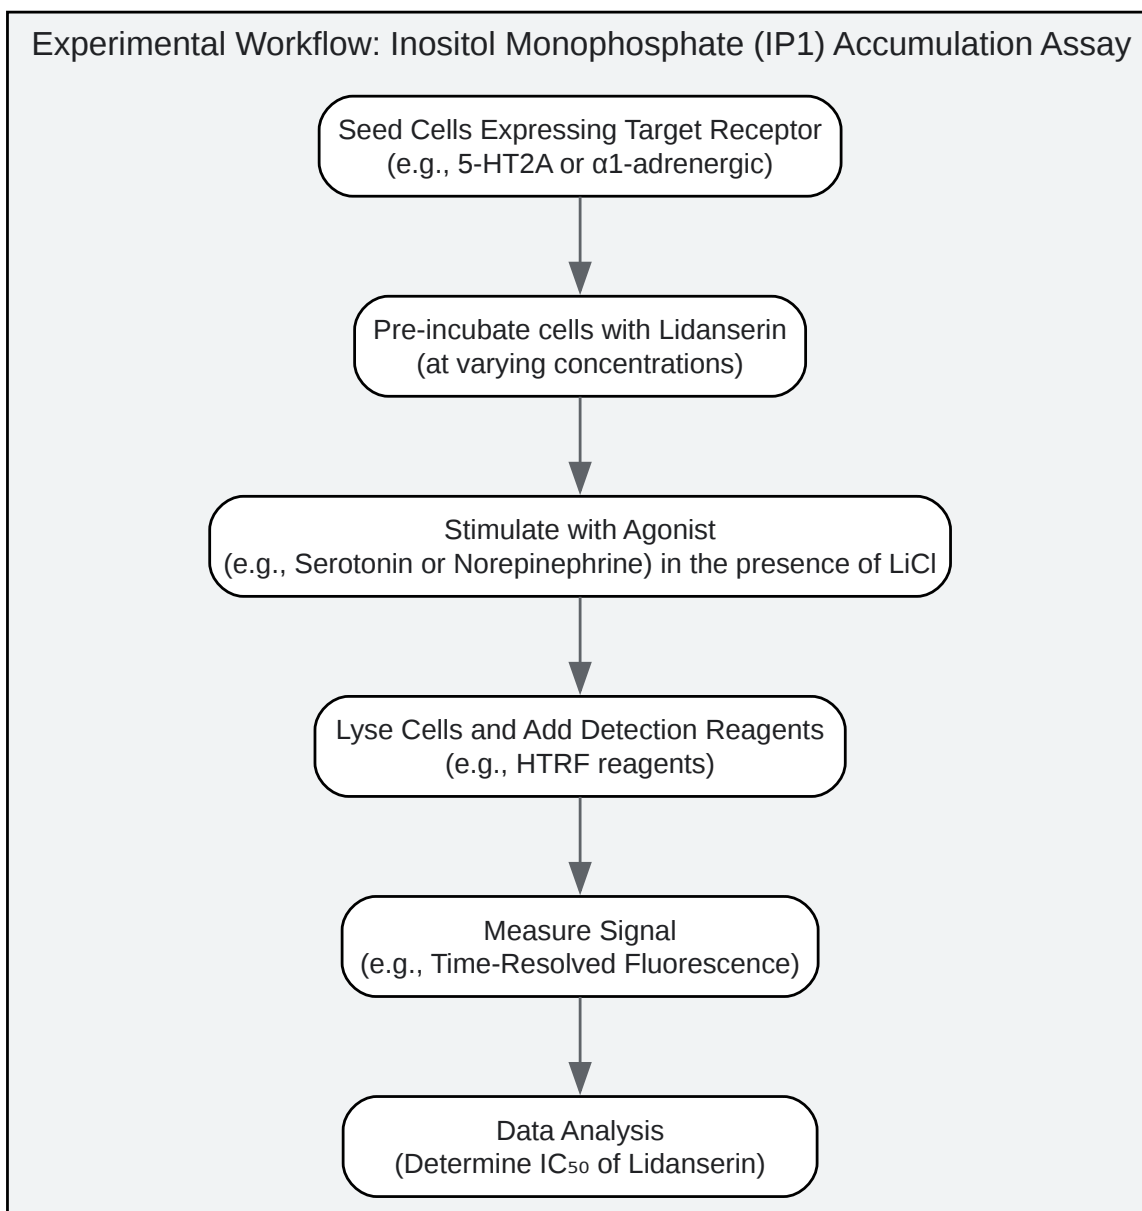 Experimental Workflow: Inositol Monophosphate (IP1) Accumulation Assay
Seed Cells Expressing Target Receptor
(e.g., 5-HT2A or α1-adrenergic)
Pre-incubate cells with Lidanserin
(at varying concentrations)
Stimulate with Agonist
(e.g., Serotonin or Norepinephrine) in the presence of LiCl
Lyse Cells and Add Detection Reagents
(e.g., HTRF reagents)
Measure Signal
(e.g., Time-Resolved Fluorescence)
Data Analysis
(Determine IC₅₀ of Lidanserin)